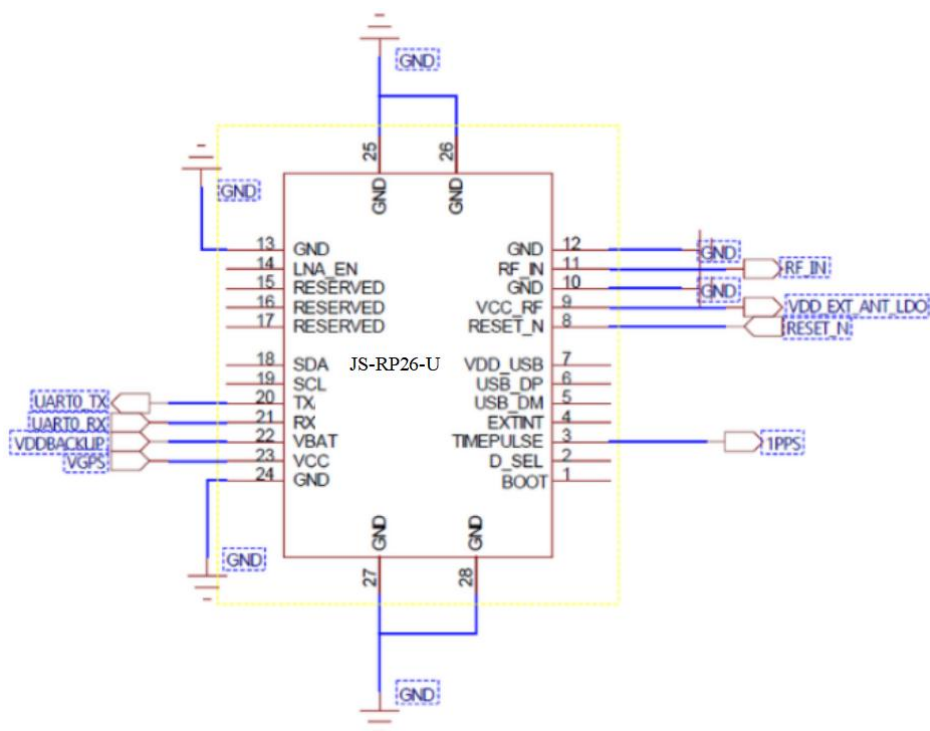 GND
25
26
GND
GND
GND
13 GND
14 LNA_EN
15 RESERVED
16 RESERVED
17 RESERVED
18 SDA
19 SCL
UART0_TX 20 TX
UART0_RX 21 RX
VDDBACKUP 22 VBAT
VGPS 23 VCC
24 GND
JS-RP26-U
GND 12 GND
RF_IN 11 RF_IN
GND 10 GND
VCC_RF 9 VDD_EXT_ANT_LDO
RESET_N 8 RESET_N
VDD_USB 7
USB_DP 6
USB_DM 5
EXTINT 4
TIMEPULSE 3 1PPS
D_SEL 2
BOOT 1
GND
GND
GND
27
28
GND